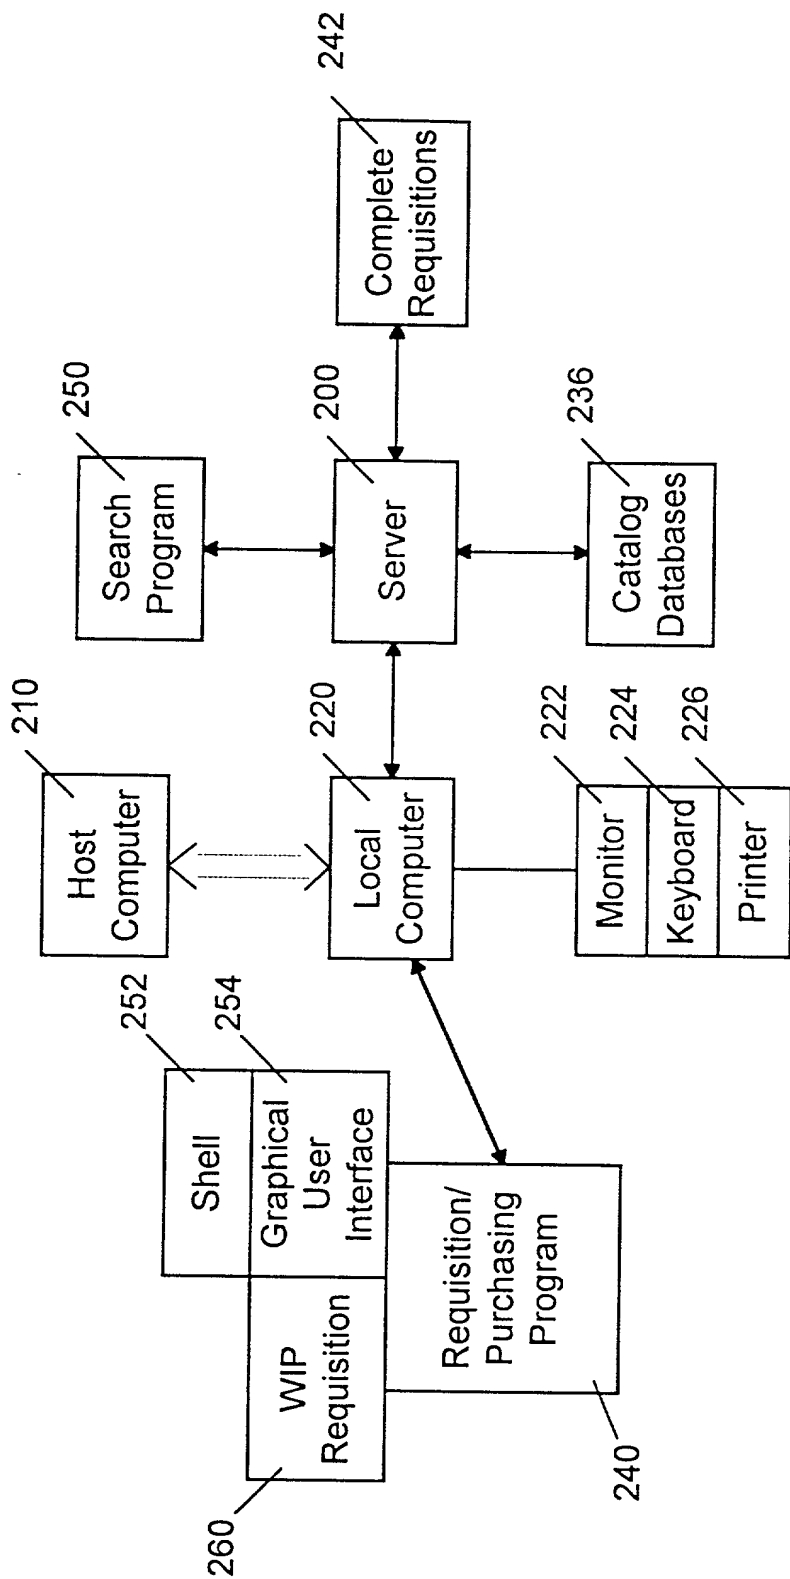 Shell
252
Graphical
User
Interface
254
WIP
Requisition
260
Requisition/
Purchasing
Program
240
Host
Computer
210
Local
Computer
220
Monitor
222
Keyboard
224
Printer
226
Search
Program
250
Server
200
Catalog
Databases
236
Complete
Requisitions
242